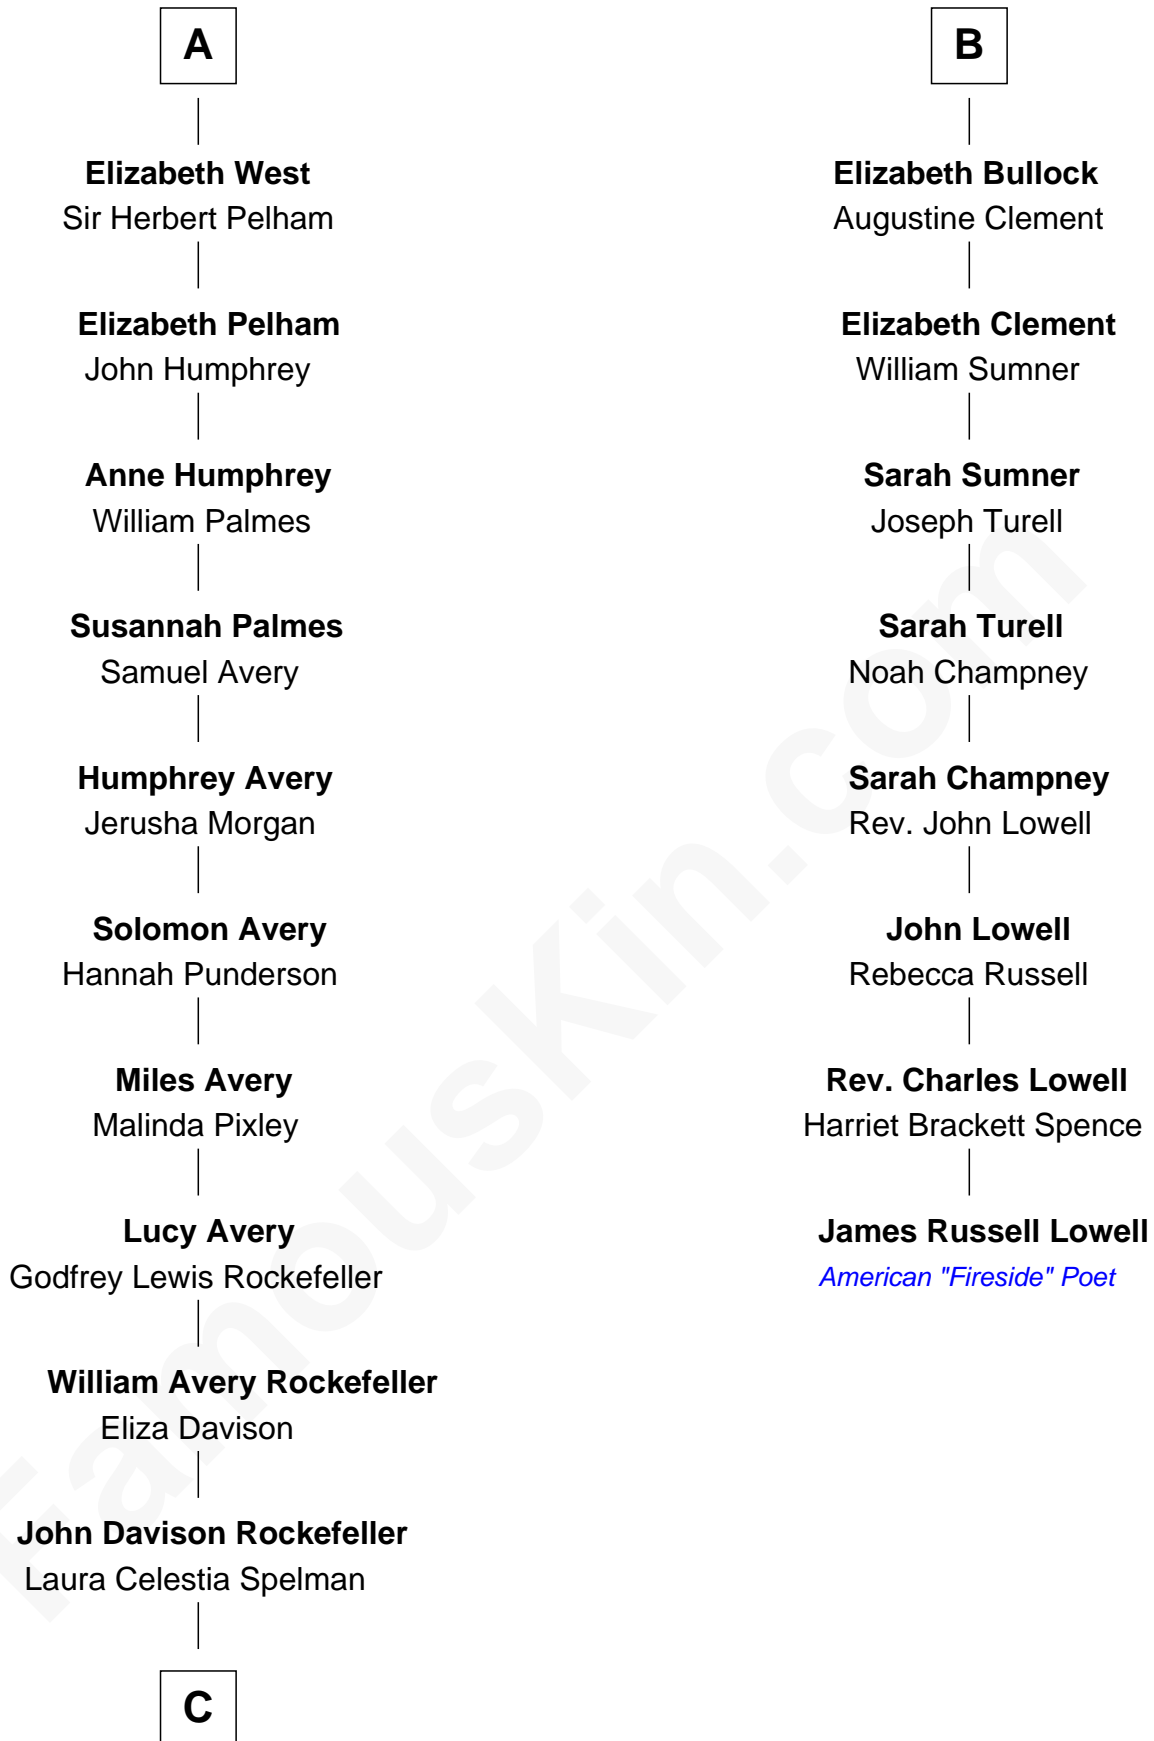 A
Elizabeth West
Sir Herbert Pelham
Elizabeth Pelham
John Humphrey
Anne Humphrey
William Palmes
Susannah Palmes
Samuel Avery
Humphrey Avery
Jerusha Morgan
Solomon Avery
Hannah Punderson
Miles Avery
Malinda Pixley
Lucy Avery
Godfrey Lewis Rockefeller
William Avery Rockefeller
Eliza Davison
John Davison Rockefeller
Laura Celestia Spelman
C
B
Elizabeth Bullock
Augustine Clement
Elizabeth Clement
William Sumner
Sarah Sumner
Joseph Turell
Sarah Turell
Noah Champney
Sarah Champney
Rev. John Lowell
John Lowell
Rebecca Russell
Rev. Charles Lowell
Harriet Brackett Spence
James Russell Lowell
American "Fireside" Poet
FamousKin.com